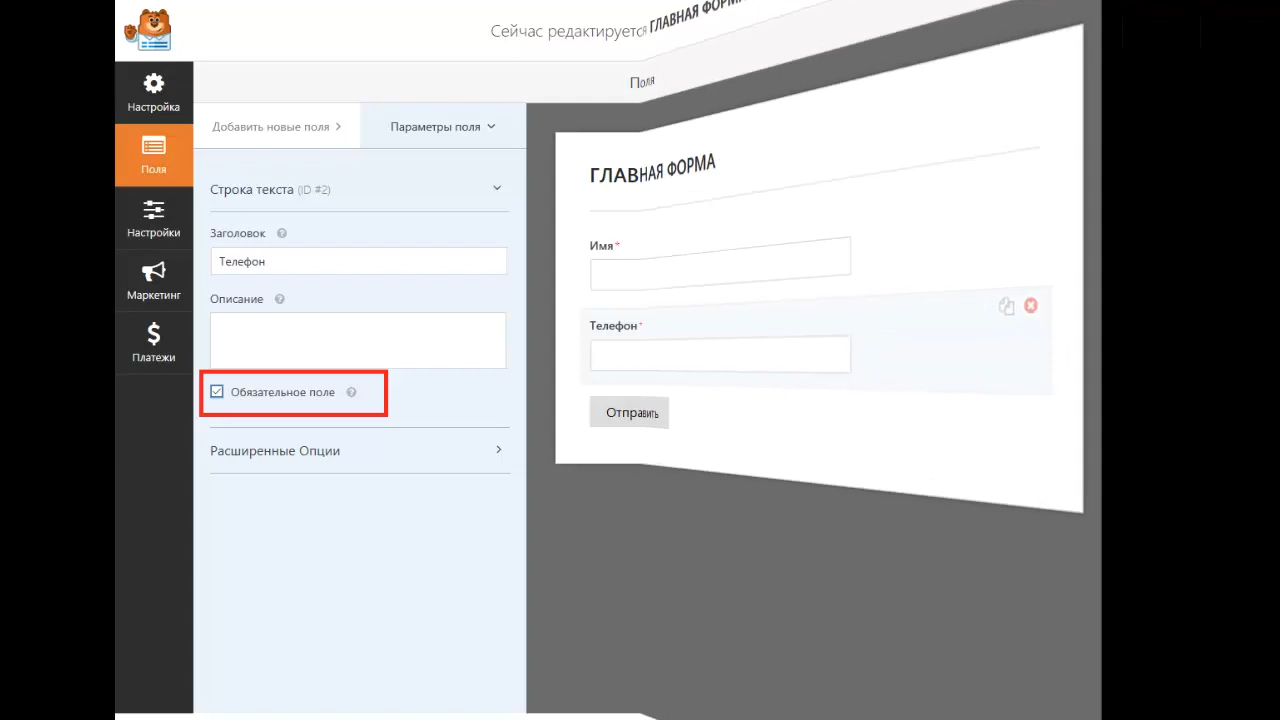 Сейчас редактируется ГЛАВНАЯ ФОРМА
Поля
Настройка
Поля
Настройки
Маркетинг
Платежи
Добавить новые поля
Параметры поля
Строка текста (ID #2)
Заголовок
Телефон
Описание
Обязательное поле
Расширенные Опции
ГЛАВНАЯ ФОРМА
Имя*
Телефон*
Отправить